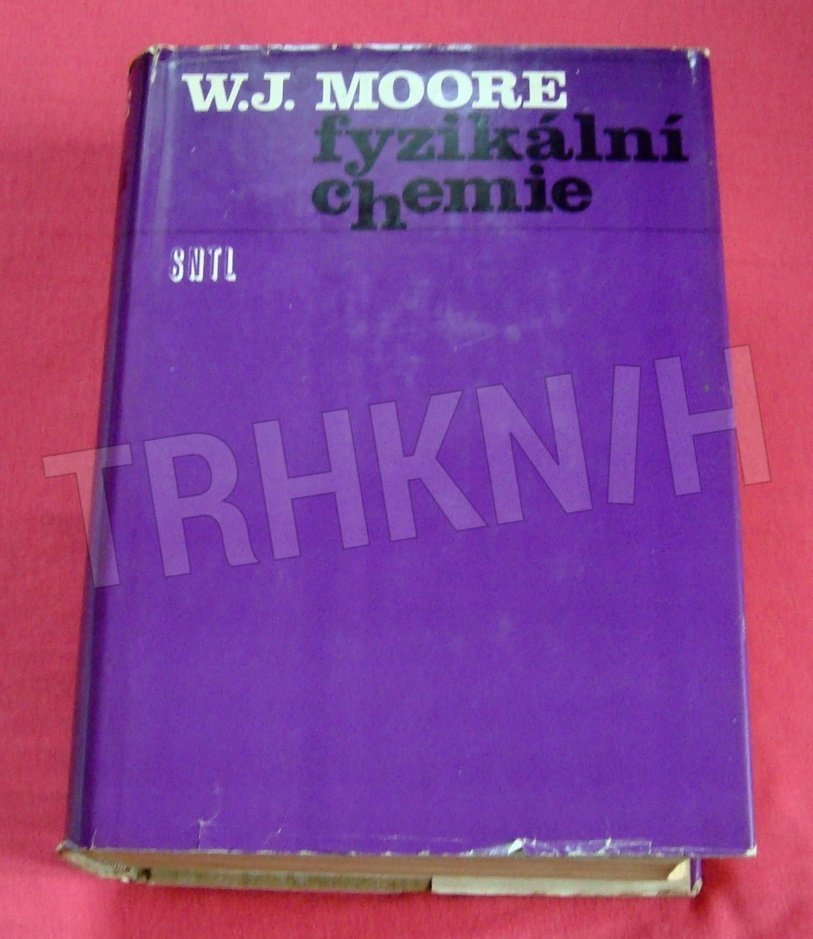 W.J. MOORE
fyzikální
chemie
SNTL
TRHKNIH